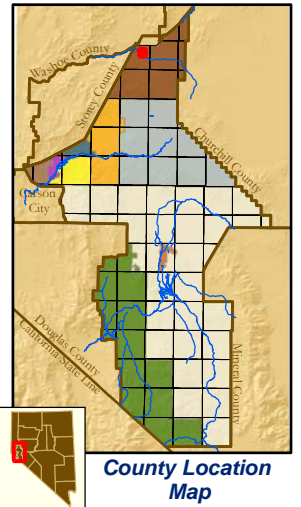 Washoe County
Storey County
Churchill County
Carson
City
Douglas County
California State Line
Mineral County
County Location
Map